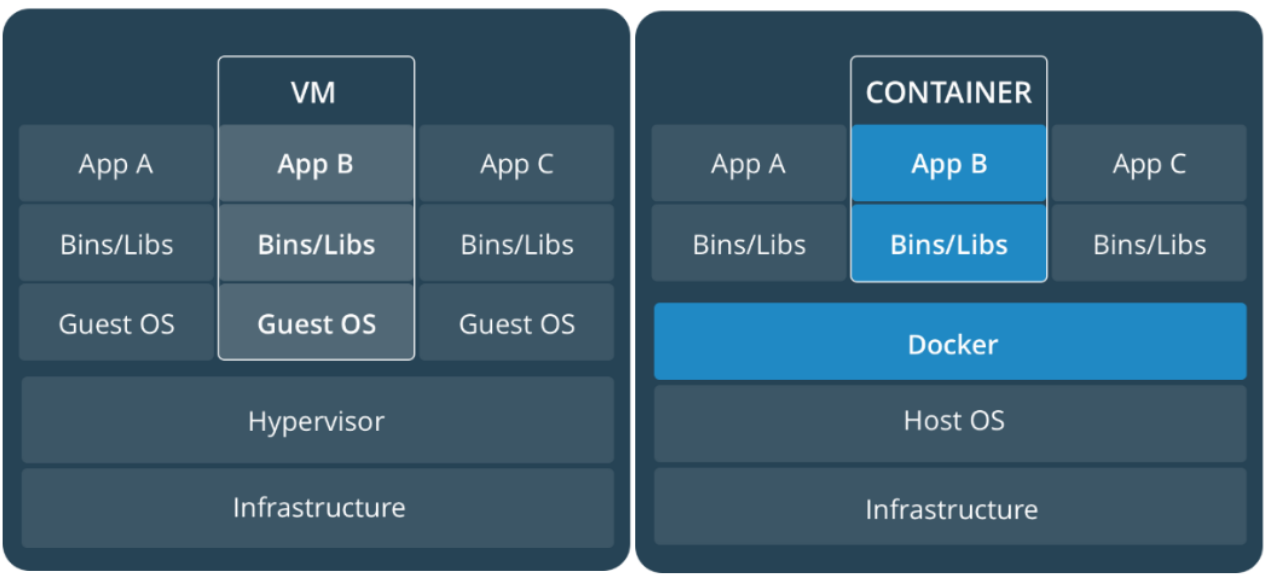 VM
App A
App B
App C
Bins/Libs
Bins/Libs
Bins/Libs
Guest OS
Guest OS
Guest OS
Hypervisor
Infrastructure
CONTAINER
App A
App B
App C
Bins/Libs
Bins/Libs
Bins/Libs
Docker
Host OS
Infrastructure